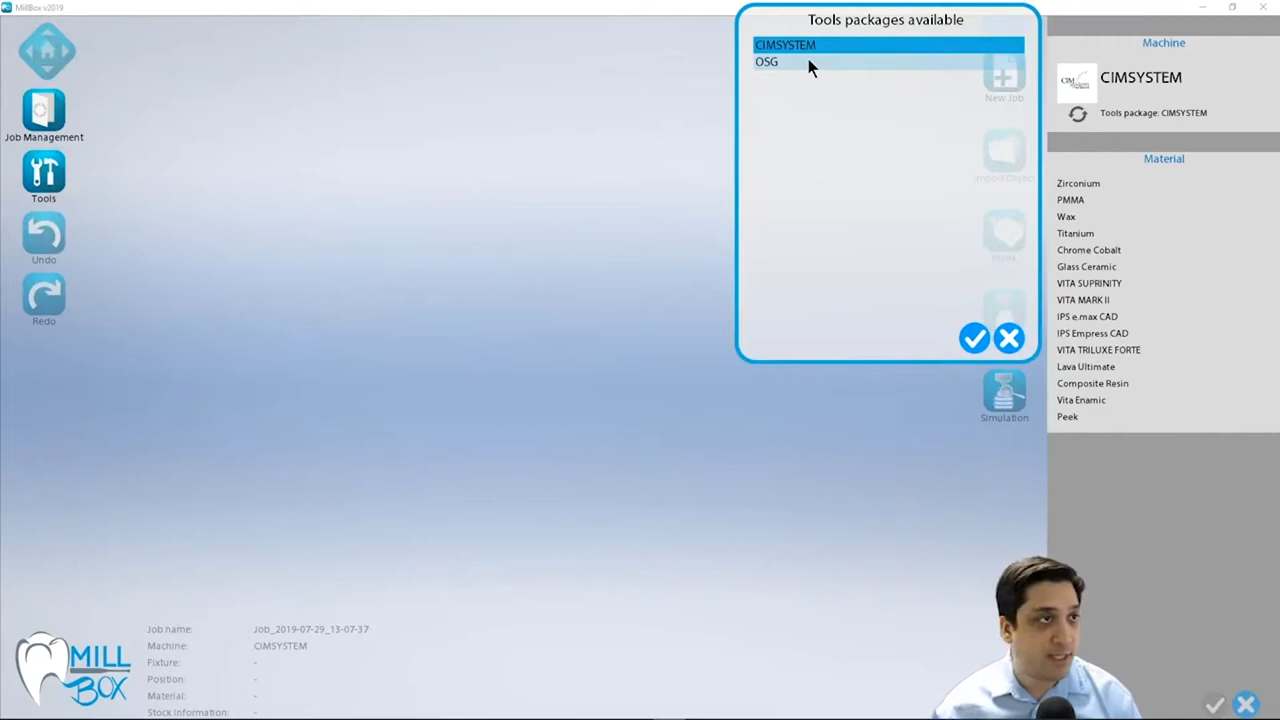 MillBox v2019
Tools packages available
CIMSYSTEM
OSG
New Job
Import Object
Job Management
Tools
Undo
Redo
Simulation
Machine
CIM
CIMSYSTEM
Tools package: CIMSYSTEM
Material
Zirconium
PMMA
Wax
Titanium
Chrome Cobalt
Glass Ceramic
VITA SUPRINITY
VITA MARK II
IPS e.max CAD
IPS Empress CAD
VITA TRILUXE FORTE
Lava Ultimate
Composite Resin
Vita Enamic
Peek
MILL
BOX
Job name: Job_2019-07-29_13-07-37
Machine: CIMSYSTEM
Fixture: -
Position: -
Material: -
Stock Information: -